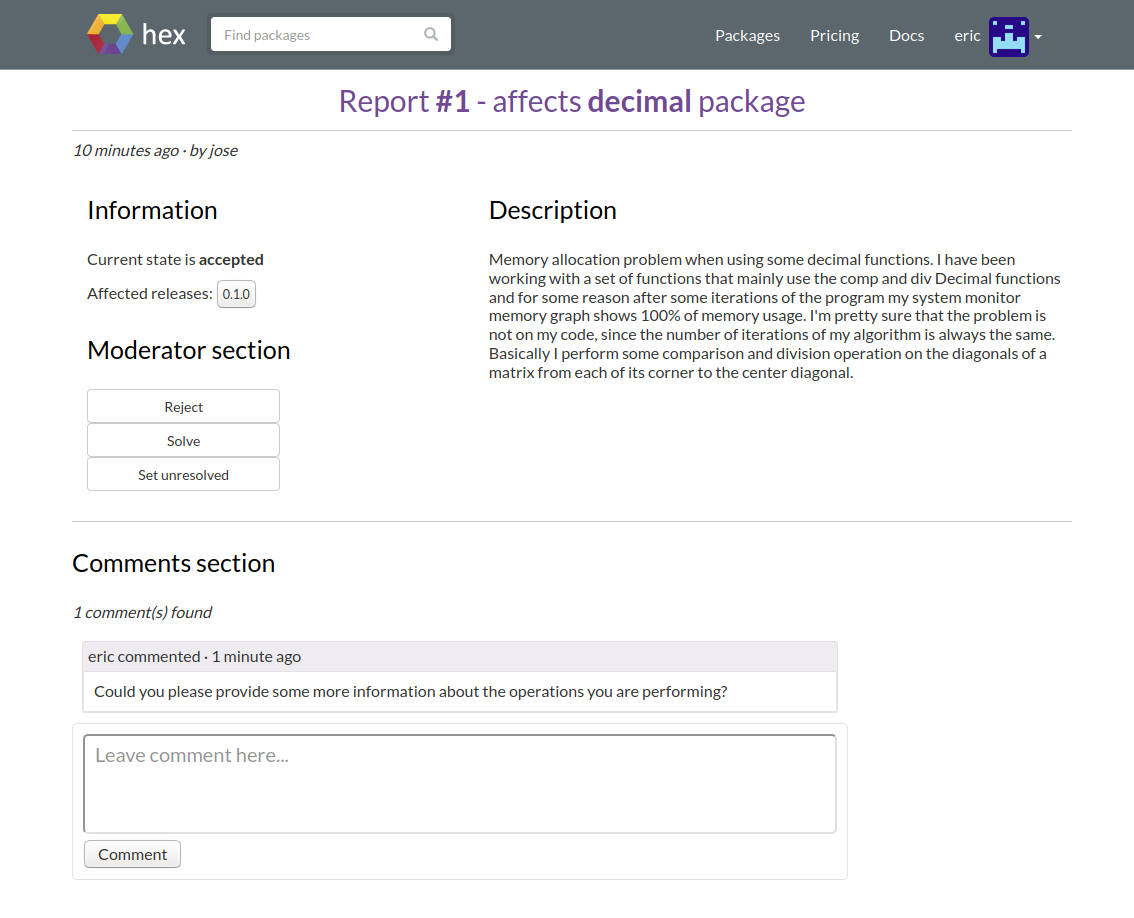 hex
Find packages
Packages
Pricing
Docs
eric
Report #1 - affects decimal package
10 minutes ago · by jose
Information
Current state is accepted
Affected releases: 0.1.0
Moderator section
Reject
Solve
Set unresolved
Description
Memory allocation problem when using some decimal functions. I have been
working with a set of functions that mainly use the comp and div Decimal functions
and for some reason after some iterations of the program my system monitor
memory graph shows 100% of memory usage. I'm pretty sure that the problem is
not on my code, since the number of iterations of my algorithm is always the same.
Basically I perform some comparison and division operation on the diagonals of a
matrix from each of its corner to the center diagonal.
Comments section
1 comment(s) found
eric commented · 1 minute ago
Could you please provide some more information about the operations you are performing?
Leave comment here...
Comment